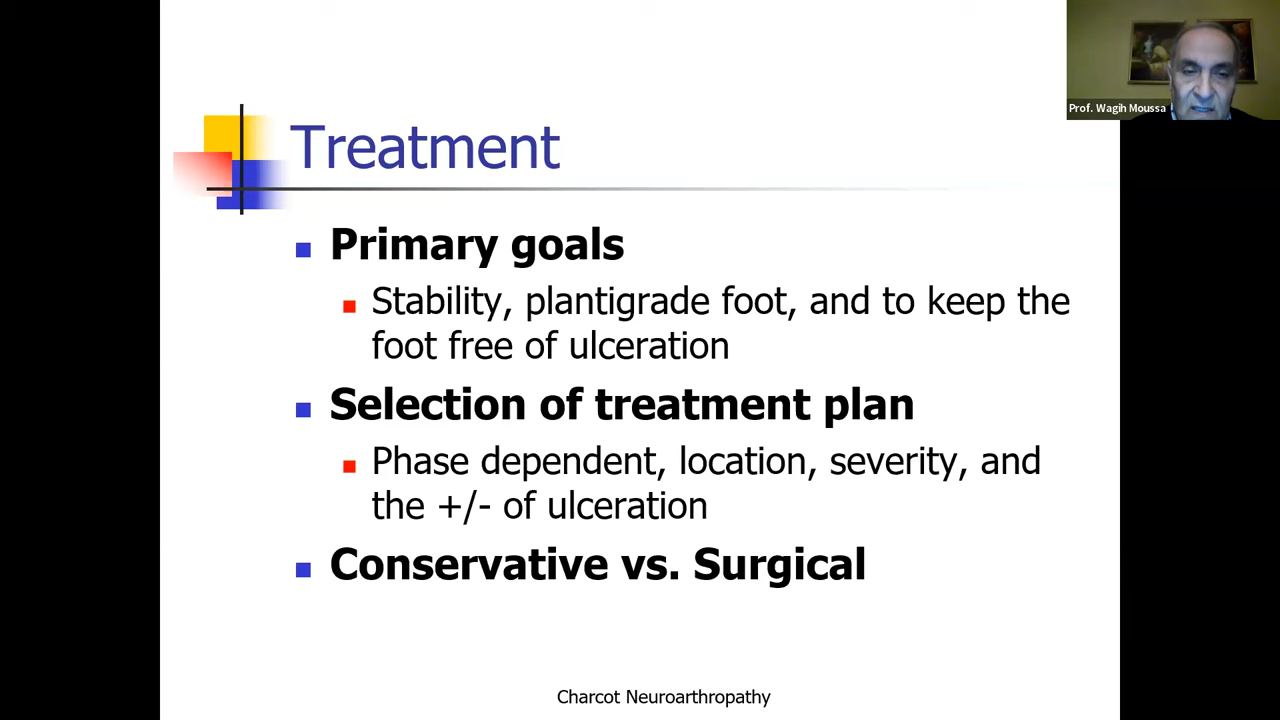 Prof. Wagih Moussa
Treatment
Primary goals
Stability, plantigrade foot, and to keep the
foot free of ulceration
Selection of treatment plan
Phase dependent, location, severity, and
the +/- of ulceration
Conservative vs. Surgical
Charcot Neuroarthropathy